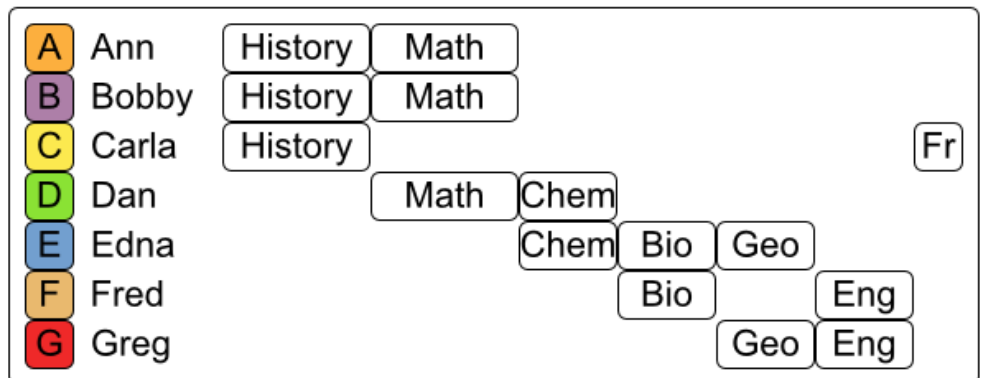 A Ann History Math
B Bobby History Math
C Carla History Fr
D Dan Math Chem
E Edna Chem Bio Geo
F Fred Bio Eng
G Greg Geo Eng